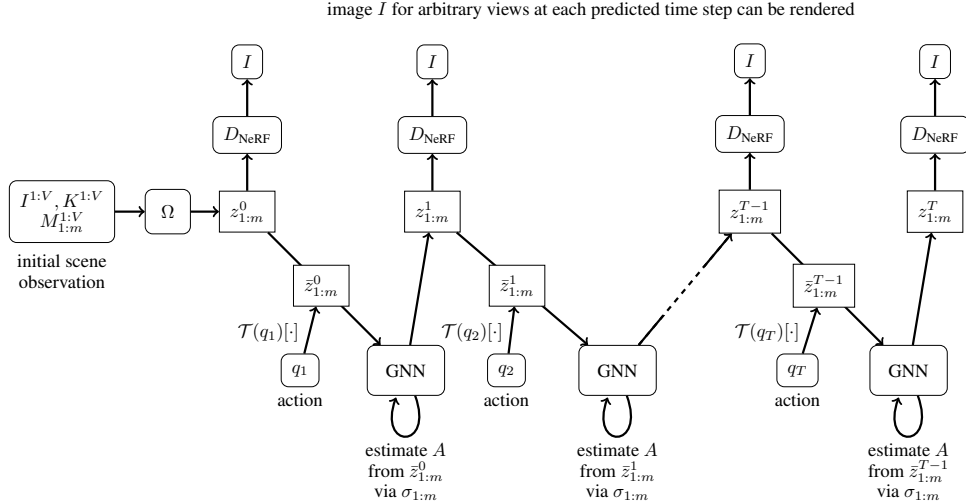 image I for arbitrary views at each predicted time step can be rendered
I
I
I
I
D_NeRF
D_NeRF
D_NeRF
D_NeRF
I^{1:V}, K^{1:V}
M^{1:V}_{1:m}
Ω
z^0_{1:m}
z^1_{1:m}
z^{T−1}_{1:m}
z^T_{1:m}
initial scene
observation
z̄^0_{1:m}
z̄^1_{1:m}
z̄^{T−1}_{1:m}
𝒯(q_1)[·]
𝒯(q_2)[·]
𝒯(q_T)[·]
q_1
GNN
q_2
GNN
q_T
GNN
action
action
action
estimate A
from z̄^0_{1:m}
via σ_{1:m}
estimate A
from z̄^1_{1:m}
via σ_{1:m}
estimate A
from z̄^{T−1}_{1:m}
via σ_{1:m}